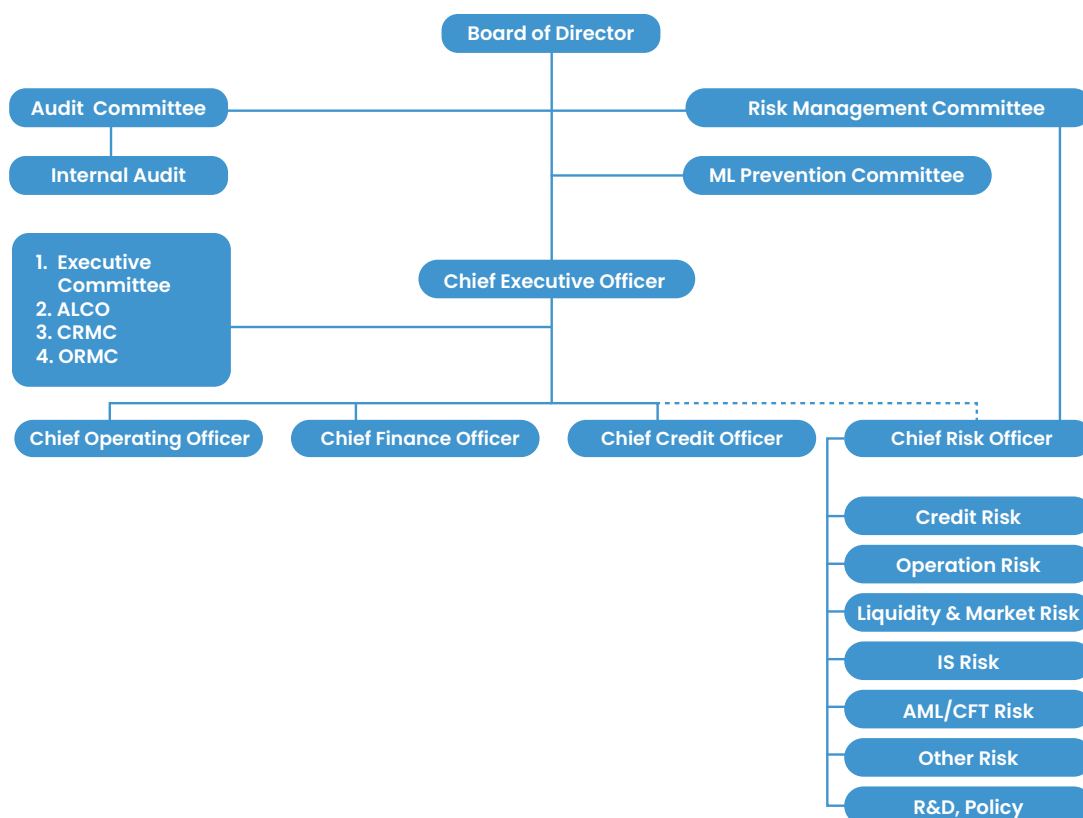 Board of Director
Audit Committee
Risk Management Committee
Internal Audit
ML Prevention Committee
1. Executive
Committee
2. ALCO
3. CRMC
4. ORMC
Chief Executive Officer
Chief Operating Officer
Chief Finance Officer
Chief Credit Officer
Chief Risk Officer
Credit Risk
Operation Risk
Liquidity & Market Risk
IS Risk
AML/CFT Risk
Other Risk
R&D, Policy